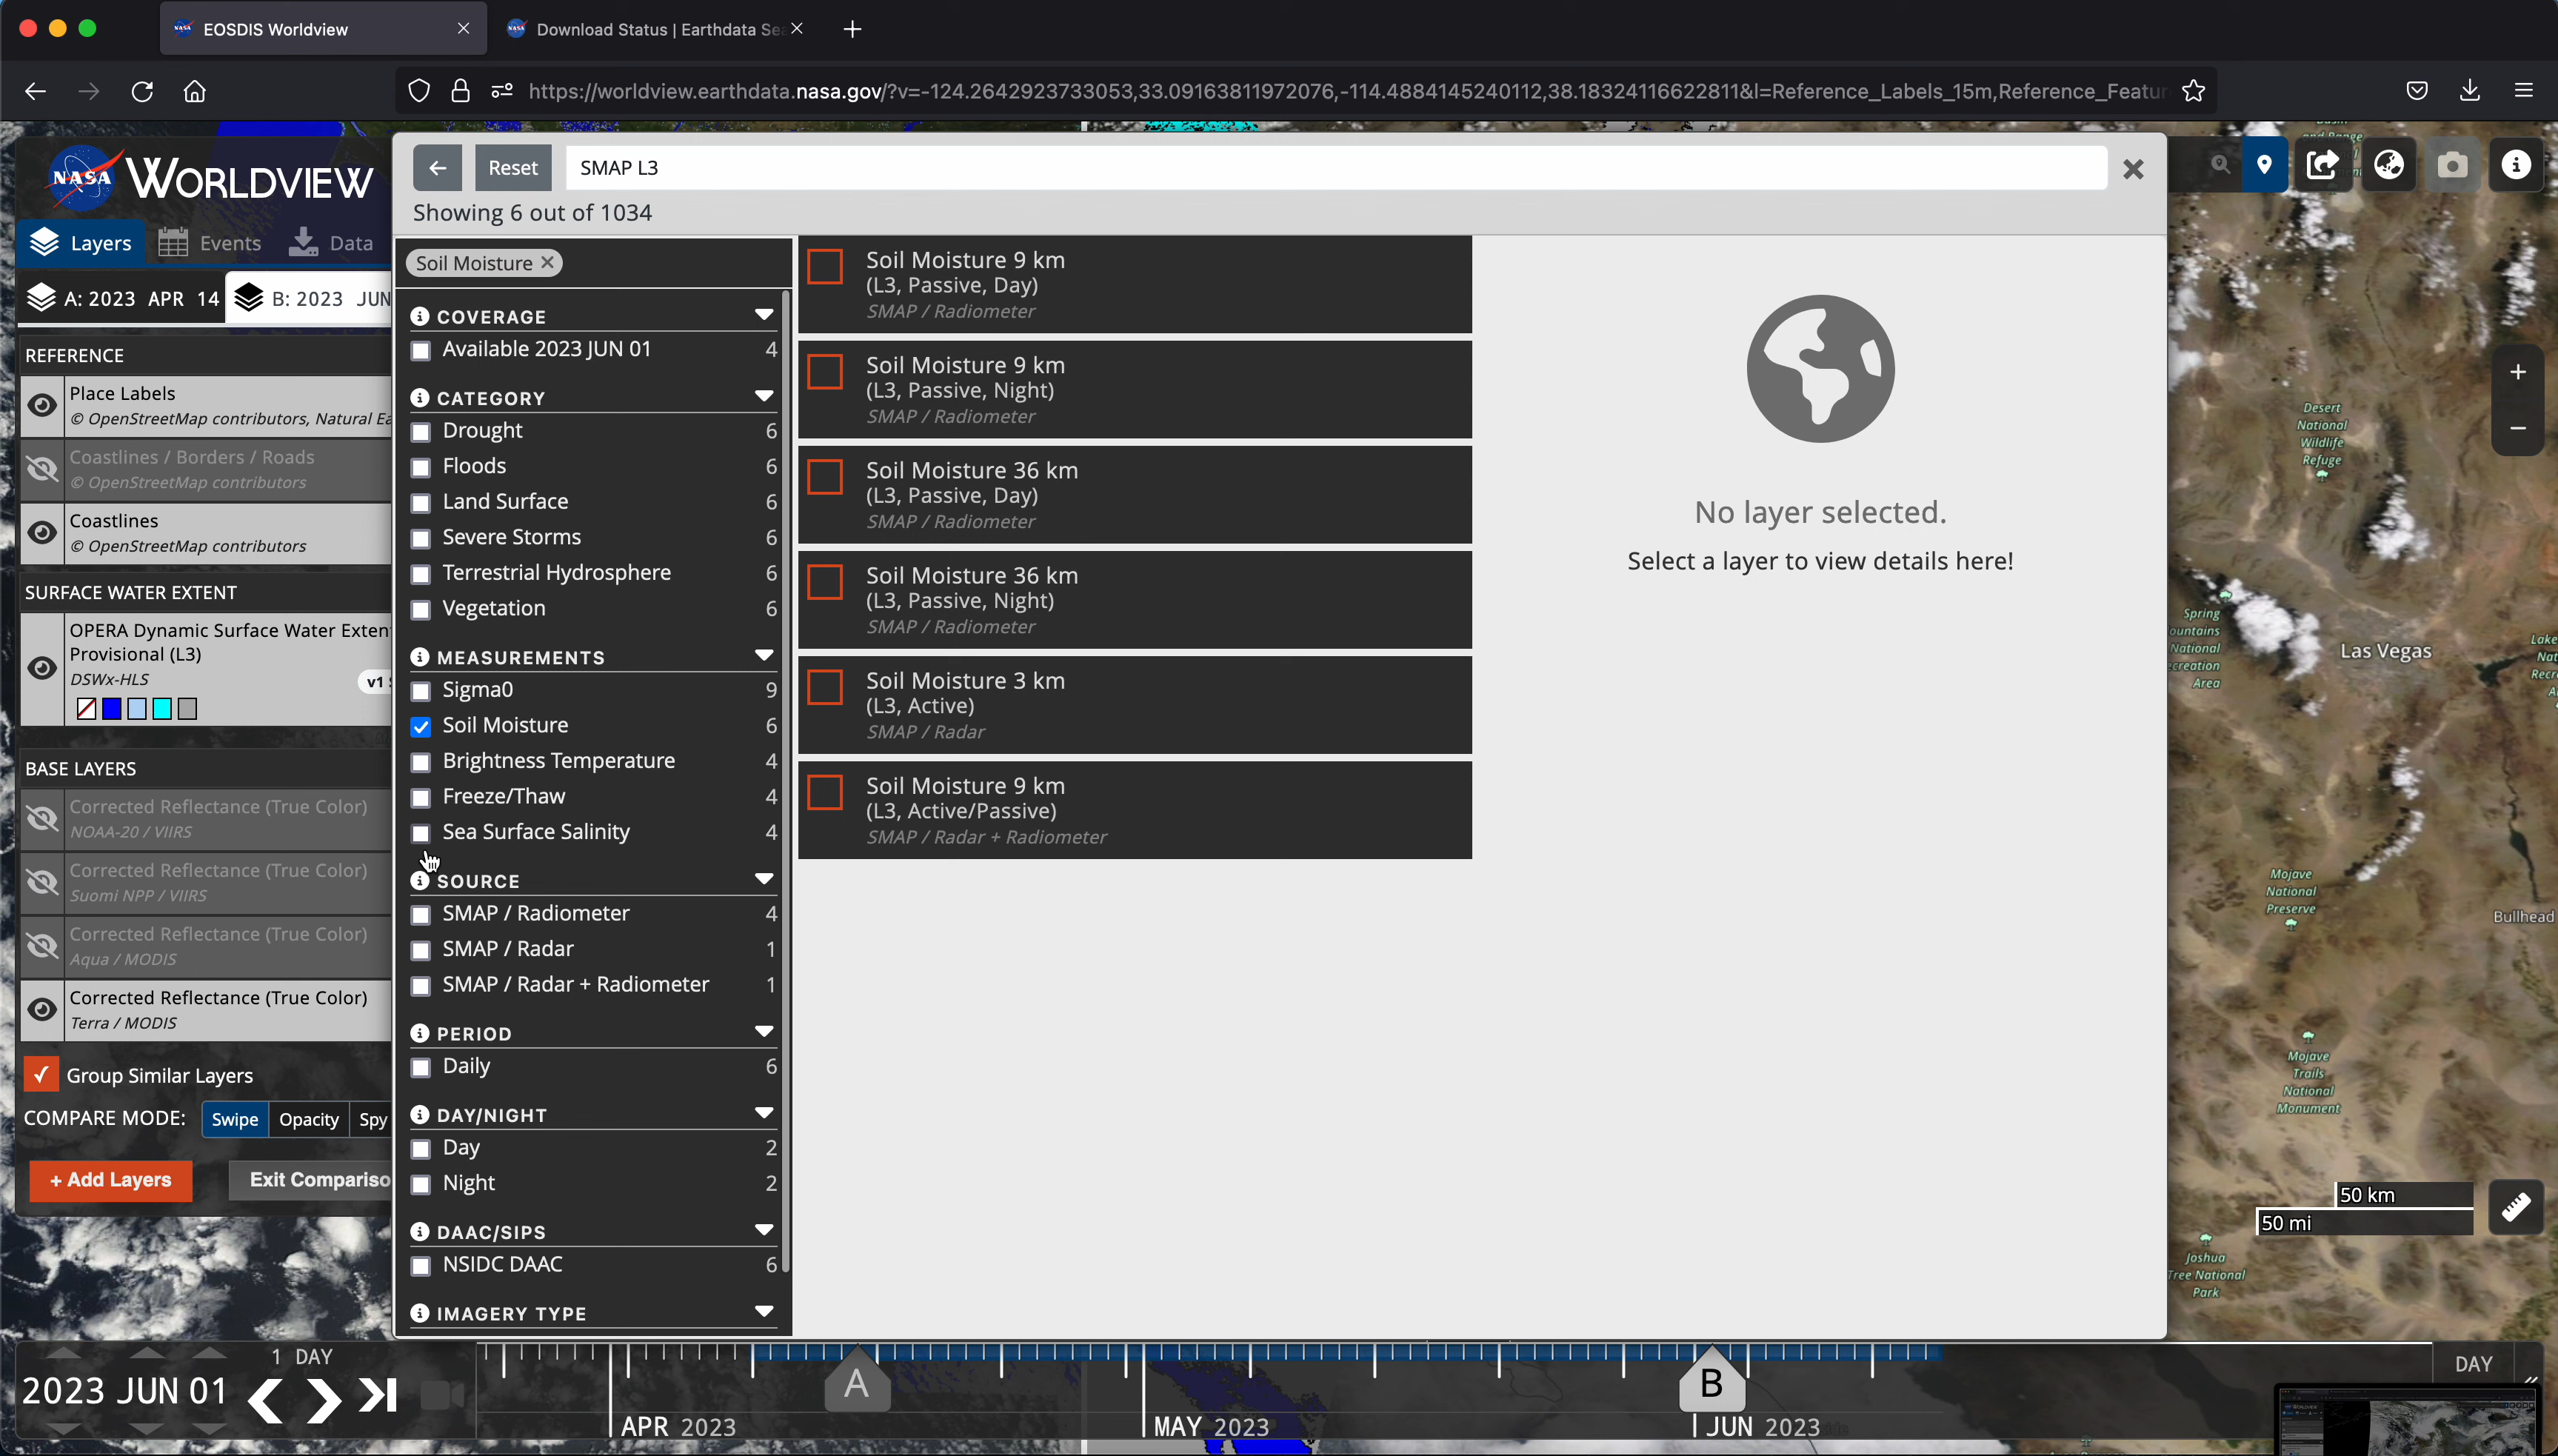 EOSDIS Worldview
Download Status | Earthdata Sea
https://worldview.earthdata.nasa.gov/?v=-124.2642923733053,33.09163811972076,-114.4884145240112,38.18324116622811&l=Reference_Labels_15m,Reference_Featur
NASA WORLDVIEW
Layers
Events
Data
A: 2023 APR 14
B: 2023 JUN
REFERENCE
Place Labels
© OpenStreetMap contributors, Natural Ea
Coastlines / Borders / Roads
© OpenStreetMap contributors
Coastlines
© OpenStreetMap contributors
SURFACE WATER EXTENT
OPERA Dynamic Surface Water Exten
Provisional (L3)
DSWx-HLS
v1
BASE LAYERS
Corrected Reflectance (True Color)
NOAA-20 / VIIRS
Corrected Reflectance (True Color)
Suomi NPP / VIIRS
Corrected Reflectance (True Color)
Aqua / MODIS
Corrected Reflectance (True Color)
Terra / MODIS
Group Similar Layers
COMPARE MODE: Swipe Opacity Spy
+ Add Layers
Exit Compariso
Reset
SMAP L3
Showing 6 out of 1034
Soil Moisture
COVERAGE
Available 2023 JUN 01 4
CATEGORY
Drought 6
Floods 6
Land Surface 6
Severe Storms 6
Terrestrial Hydrosphere 6
Vegetation 6
MEASUREMENTS
Sigma0 9
Soil Moisture 6
Brightness Temperature 4
Freeze/Thaw 4
Sea Surface Salinity 4
SOURCE
SMAP / Radiometer 4
SMAP / Radar 1
SMAP / Radar + Radiometer 1
PERIOD
Daily 6
DAY/NIGHT
Day 2
Night 2
DAAC/SIPS
NSIDC DAAC 6
IMAGERY TYPE
Soil Moisture 9 km
(L3, Passive, Day)
SMAP / Radiometer
Soil Moisture 9 km
(L3, Passive, Night)
SMAP / Radiometer
Soil Moisture 36 km
(L3, Passive, Day)
SMAP / Radiometer
Soil Moisture 36 km
(L3, Passive, Night)
SMAP / Radiometer
Soil Moisture 3 km
(L3, Active)
SMAP / Radar
Soil Moisture 9 km
(L3, Active/Passive)
SMAP / Radar + Radiometer
No layer selected.
Select a layer to view details here!
and Range
Desert
National
Wildlife
Refuge
Spring
ountains
National
ecreation
Area
Las Vegas
Lake
Nat
Recr
Mojave
National
Preserve
Bullhead
Mojave
Trails
National
Monument
50 km
50 mi
Joshua
Tree National
Park
1 DAY
2023 JUN 01
A
B
APR 2023
MAY 2023
JUN 2023
DAY